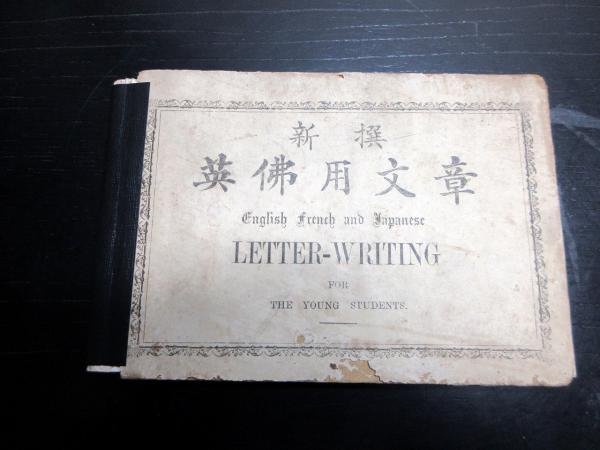 新撰
英佛用文章
English French and Japanese
LETTER-WRITING
FOR
THE YOUNG STUDENTS.